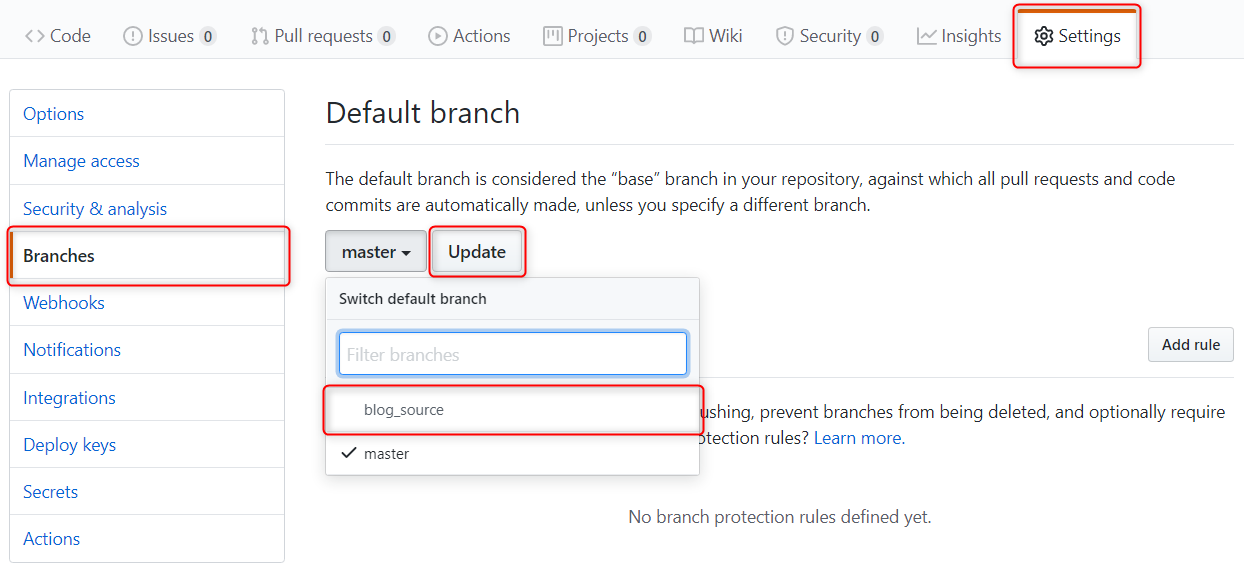 Code Issues 0 Pull requests 0 Actions Projects 0 Wiki Security 0 Insights Settings
Options
Manage access
Security & analysis
Branches
Webhooks
Notifications
Integrations
Deploy keys
Secrets
Actions
Default branch
The default branch is considered the “base” branch in your repository, against which all pull requests and code
commits are automatically made, unless you specify a different branch.
master Update
Switch default branch
Filter branches
blog_source
master
Add rule
ushing, prevent branches from being deleted, and optionally require
otection rules? Learn more.
No branch protection rules defined yet.